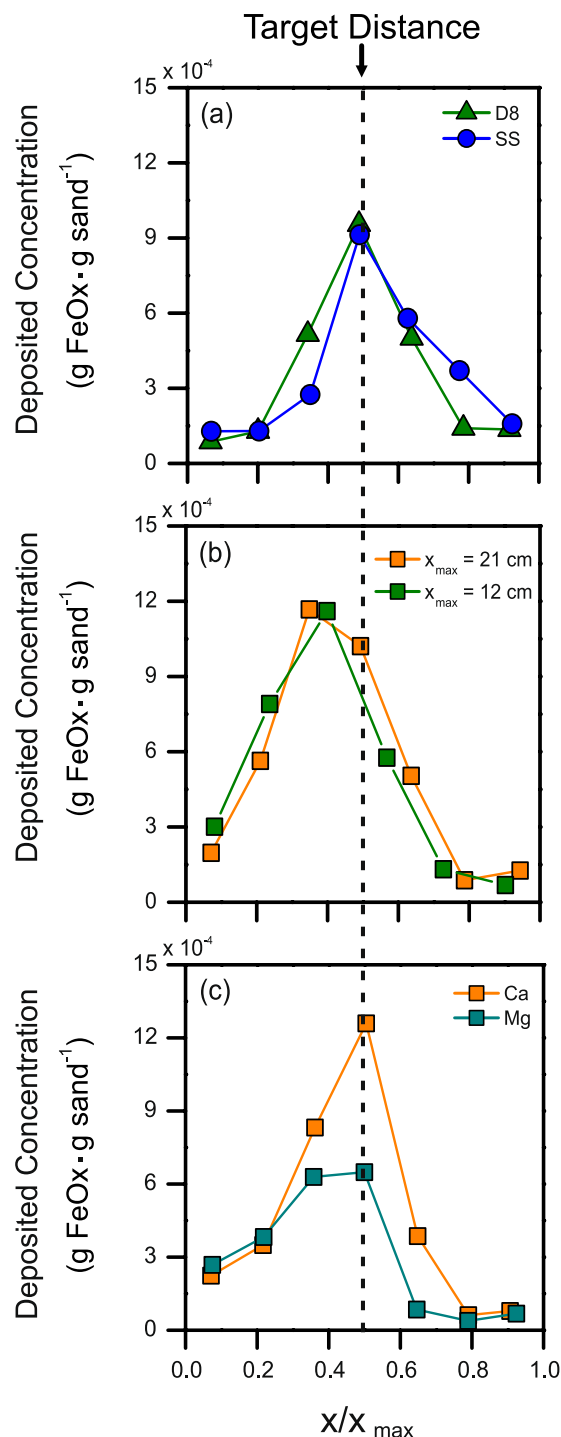 Target Distance
x 10⁻⁴
15
12
9
6
3
0
(a)
D8
SS
Deposited Concentration
(g FeOx · g sand⁻¹)
x 10⁻⁴
15
12
9
6
3
0
(b)
xmax = 21 cm
xmax = 12 cm
Deposited Concentration
(g FeOx · g sand⁻¹)
x 10⁻⁴
15
12
9
6
3
0
(c)
Ca
Mg
Deposited Concentration
(g FeOx · g sand⁻¹)
0.0 0.2 0.4 0.6 0.8 1.0
x/x max